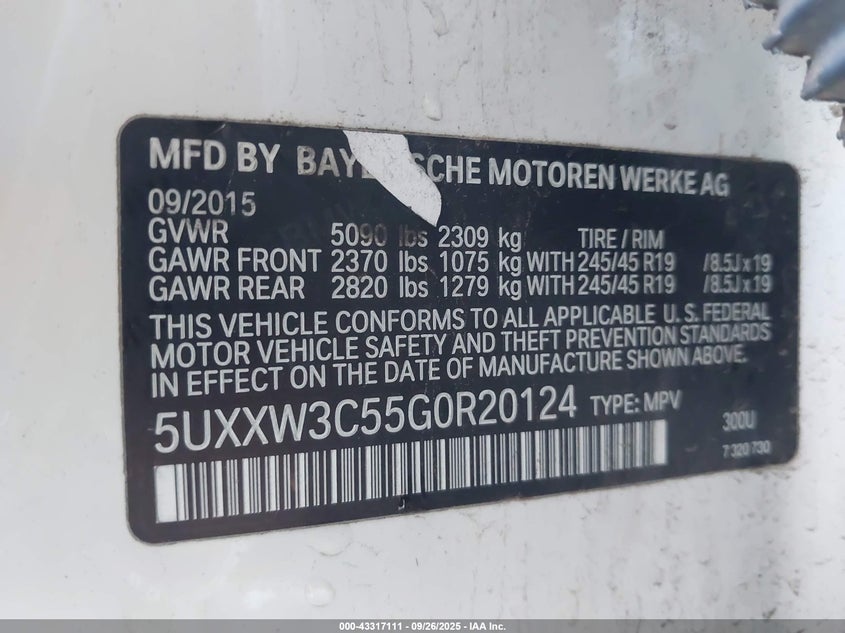 MFD BY BAYERISCHE MOTOREN WERKE AG
09/2015
GVWR 5090 lbs 2309 kg TIRE / RIM
GAWR FRONT 2370 lbs 1075 kg WITH 245/45 R19 /8.5J x 19
GAWR REAR 2820 lbs 1279 kg WITH 245/45 R19 /8.5J x 19
THIS VEHICLE CONFORMS TO ALL APPLICABLE U. S. FEDERAL
MOTOR VEHICLE SAFETY AND THEFT PREVENTION STANDARDS
IN EFFECT ON THE DATE OF MANUFACTURE SHOWN ABOVE.
5UXXW3C55G0R20124 TYPE: MPV 300U
7 320 730
000-43317111 - 09/26/2025 - IAA Inc.